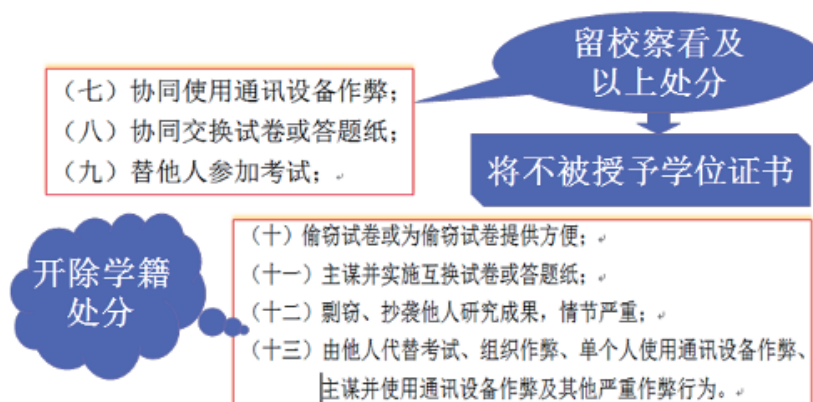 留校察看及
以上处分
（七）协同使用通讯设备作弊；
（八）协同交换试卷或答题纸；
（九）替他人参加考试；
将不被授予学位证书
开除学籍
处分
（十）偷窃试卷或为偷窃试卷提供方便；
（十一）主谋并实施互换试卷或答题纸；
（十二）剽窃、抄袭他人研究成果，情节严重；
（十三）由他人代替考试、组织作弊、单个人使用通讯设备作弊、
主谋并使用通讯设备作弊及其他严重作弊行为。